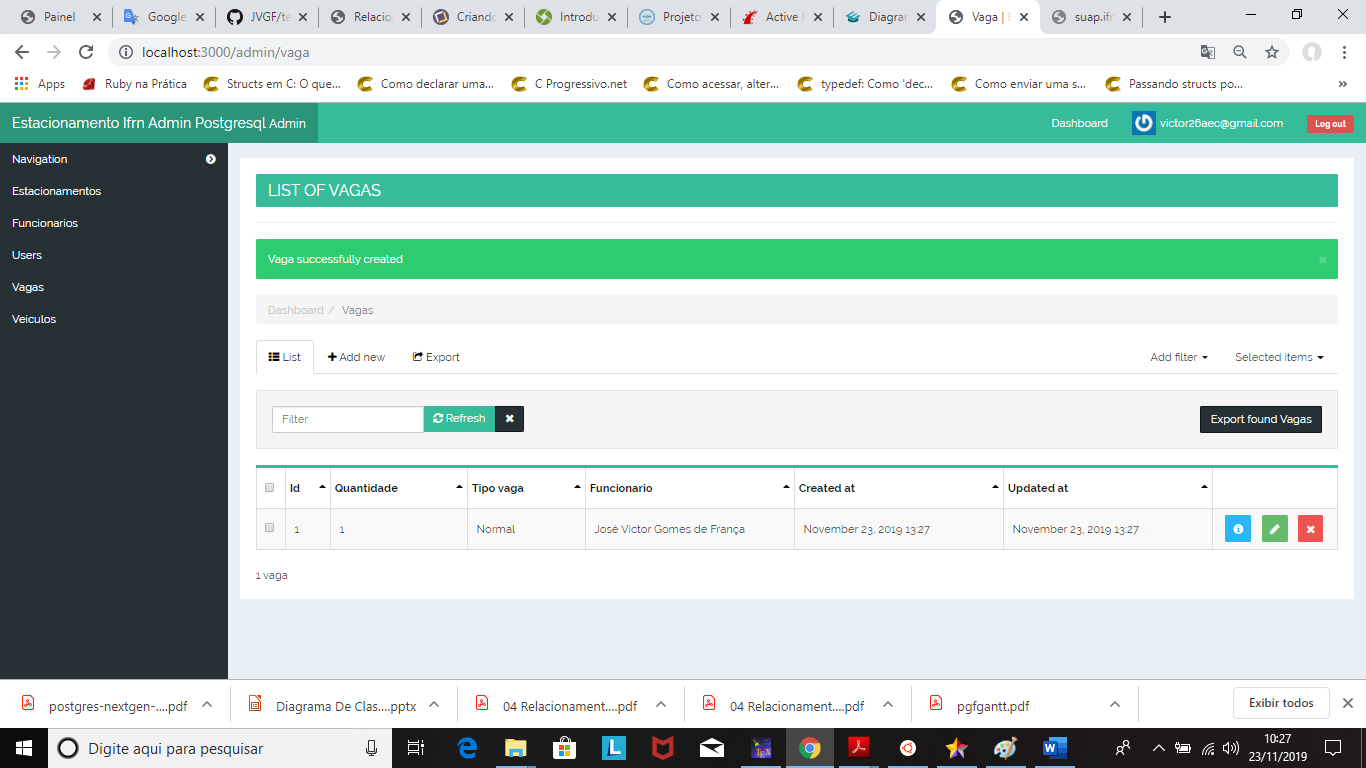 Painel
Google
JVGF/te
Relacio
Criando
Introdu
Projeto
Active
Diagran
Vaga |
suap.ifr
localhost:3000/admin/vaga
Apps
Ruby na Prática
Structs em C: O que...
Como declarar uma...
C Progressivo.net
Como acessar, alter...
typedef: Como 'dec...
Como enviar uma s...
Passando structs po...
»
Estacionamento Ifrn Admin Postgresql Admin
Dashboard
victor26aec@gmail.com
Log out
Navigation
Estacionamentos
Funcionarios
Users
Vagas
Veiculos
LIST OF VAGAS
Vaga successfully created
Dashboard / Vagas
List
Add new
Export
Add filter
Selected items
Filter
Refresh
Export found Vagas
Id Quantidade Tipo vaga Funcionario Created at Updated at
1 1 Normal José Victor Gomes de França November 23, 2019 13:27 November 23, 2019 13:27
1 vaga
postgres-nextgen-....pdf
Diagrama De Clas....pptx
04 Relacionament....pdf
04 Relacionament....pdf
pgfgantt.pdf
Exibir todos
Digite aqui para pesquisar
10:27
23/11/2019